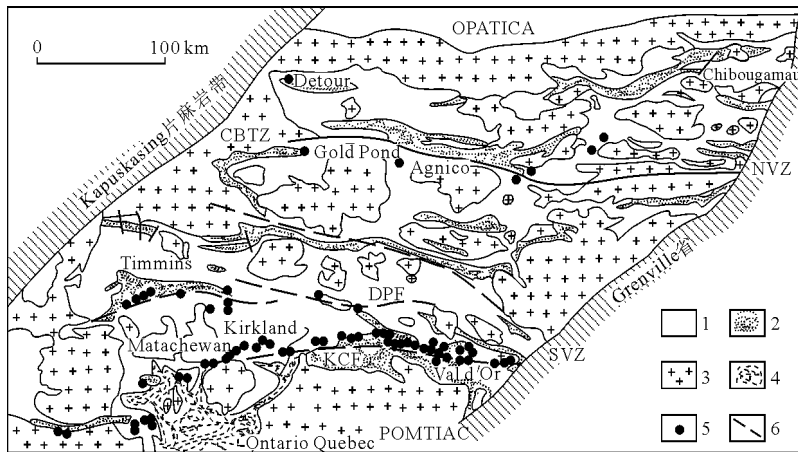 OPATICA
0 100 km
Chibougamau
Detour
Kapuskasing片麻岩带
CBTZ
Gold Pond
Agnico
NVZ
Grenville省
Timmins
DPF
Kirkland
Matachewan
KCF
Val d'Or
SVZ
Ontario Quebec
POMTIAC
1 2
3 4
5 6